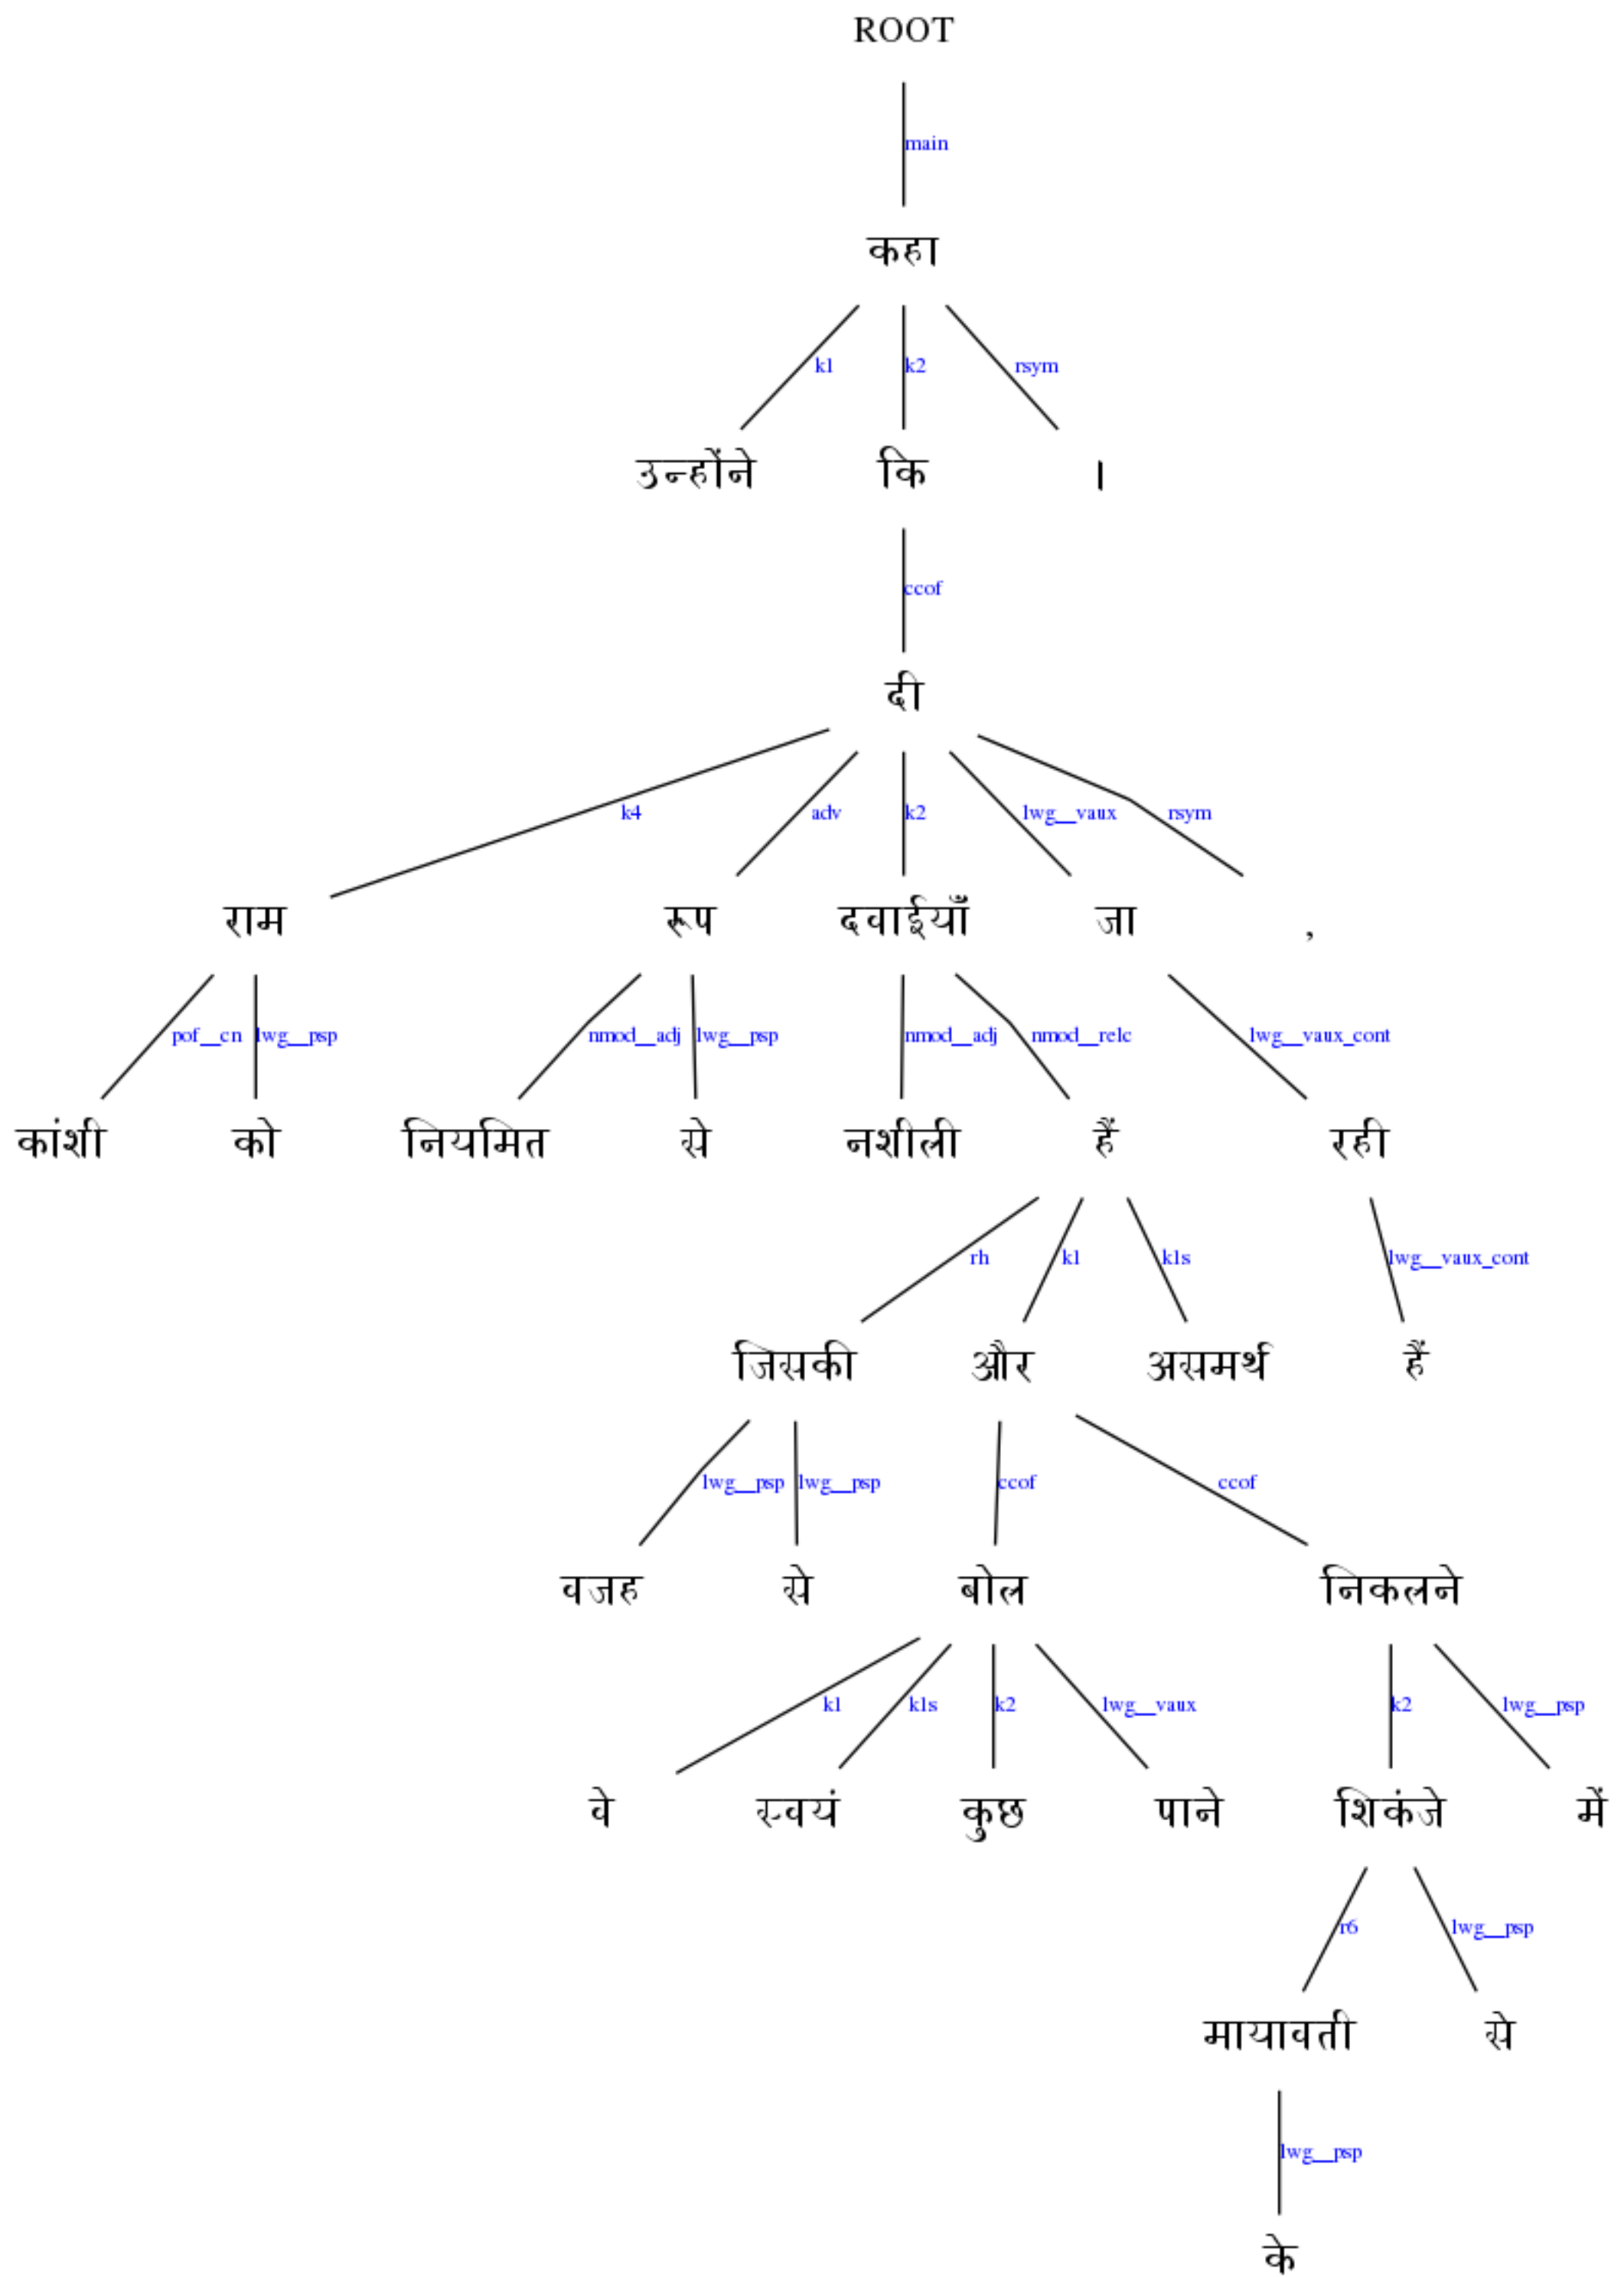 ROOT
main
कहा
k1 k2 rsym
उन्होंने कि ।
ccof
दी
k4 adv k2 lwg__vaux rsym
राम रूप दवाईयाँ जा ,
pof__cn lwg__psp nmod__adj lwg__psp nmod__adj nmod__relc lwg__vaux_cont
कांशी को नियमित से नशीली हैं रही
rh k1 k1s lwg__vaux_cont
जिसकी और असमर्थ हैं
lwg__psp lwg__psp ccof ccof
वजह से बोल निकलने
k1 k1s k2 lwg__vaux k2 lwg__psp
वे स्वयं कुछ पाने शिकंजे में
r6 lwg__psp
मायावती से
lwg__psp
के